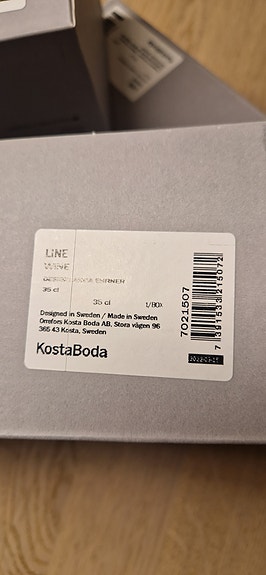 LINE
WINE
35 cl
35 cl 1/BOX
Designed in Sweden / Made in Sweden
Orrefors Kosta Boda AB, Stora vägen 96
365 43 Kosta, Sweden
KostaBoda
7021507
7 391533 215072